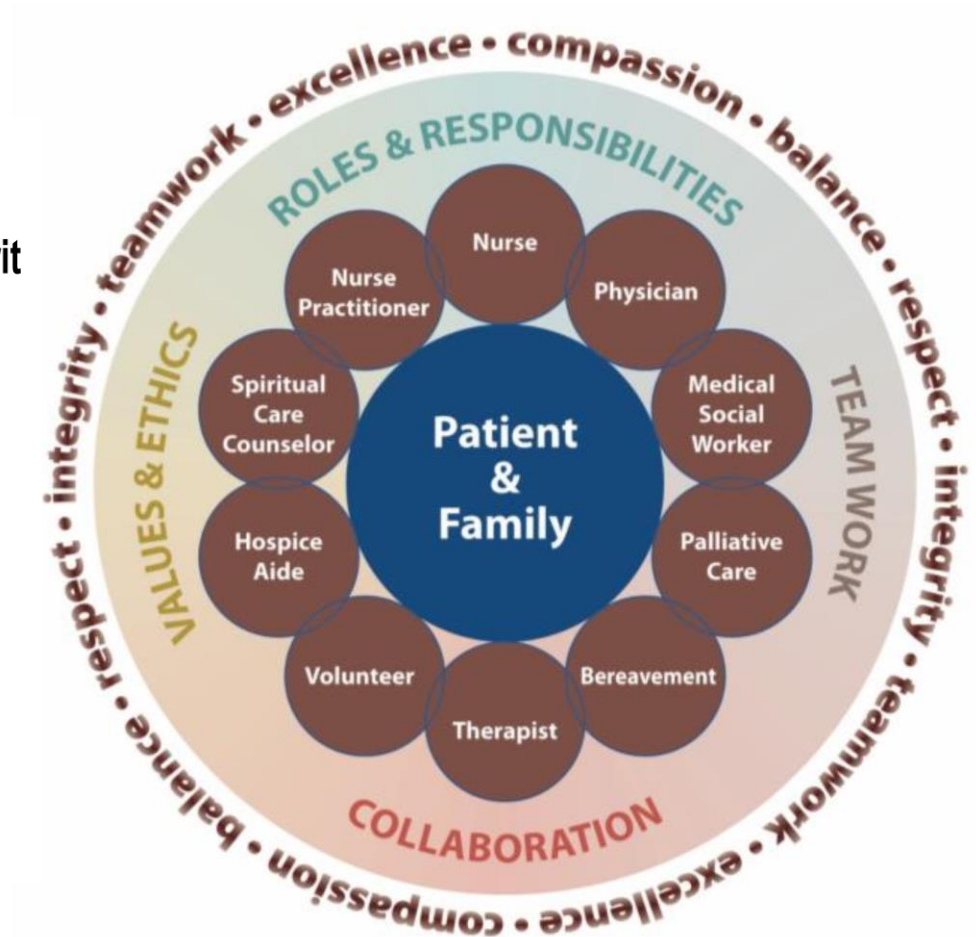 excellence • compassion • balance • respect • integrity • teamwork • excellence • compassion • balance • respect • integrity • teamwork •
ROLES & RESPONSIBILITIES
TEAM WORK
COLLABORATION
VALUES & ETHICS
Nurse
Physician
Medical
Social
Worker
Palliative
Care
Bereavement
Therapist
Volunteer
Hospice
Aide
Spiritual
Care
Counselor
Nurse
Practitioner
Patient
&
Family